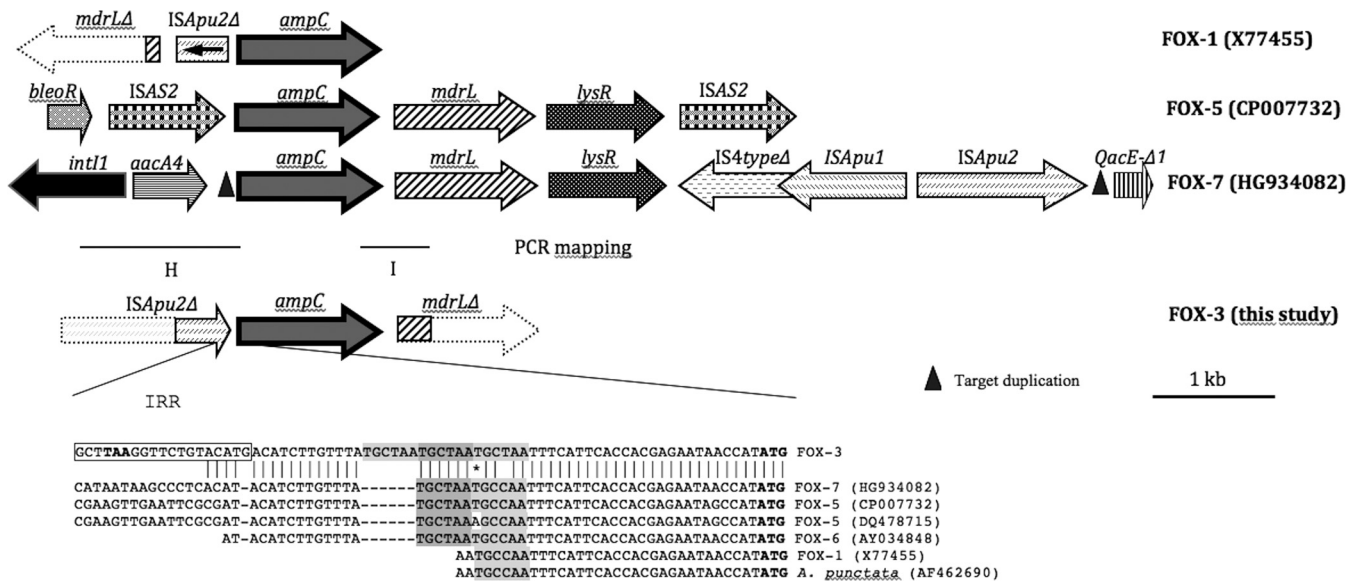 mdrLΔ ISApu2Δ ampC FOX-1 (X77455)
bleoR ISAS2 ampC mdrL lysR ISAS2 FOX-5 (CP007732)
intI1 aacA4 ampC mdrL lysR IS4typeΔ ISApu1 ISApu2 QacE-Δ1 FOX-7 (HG934082)
H I PCR mapping
ISApu2Δ ampC mdrLΔ FOX-3 (this study)
Target duplication 1 kb
IRR
GCTTAAGGTTCTGTACATGACATCTTGTTTATGCTAATGCTAATGCTAATTTCATTCACCACGAGAATAACCATATG FOX-3
*
CATAATAAGCCCTCACAT-ACATCTTGTTTA------TGCTAATGCCAATTTCATTCACCACGAGAATAACCATATG FOX-7 (HG934082)
CGAAGTTGAATTCGCGAT-ACATCTTGTTTA------TGCTAATGCCAATTTCATTCACCACGAGAATAGCCATATG FOX-5 (CP007732)
CGAAGTTGAATTCGCGAT-ACATCTTGTTTA------TGCTAAAGCCAATTTCATTCACCACGAGAATAGCCATATG FOX-5 (DQ478715)
AT-ACATCTTGTTTA------TGCTAATGCCAATTTCATTCACCACGAGAATAACCATATG FOX-6 (AY034848)
AATGCCAATTTCATTCACCACGAGAATAACCATATG FOX-1 (X77455)
AATGCCAATTTCATTCACCACGAGAATAACCATATG A. punctata (AF462690)